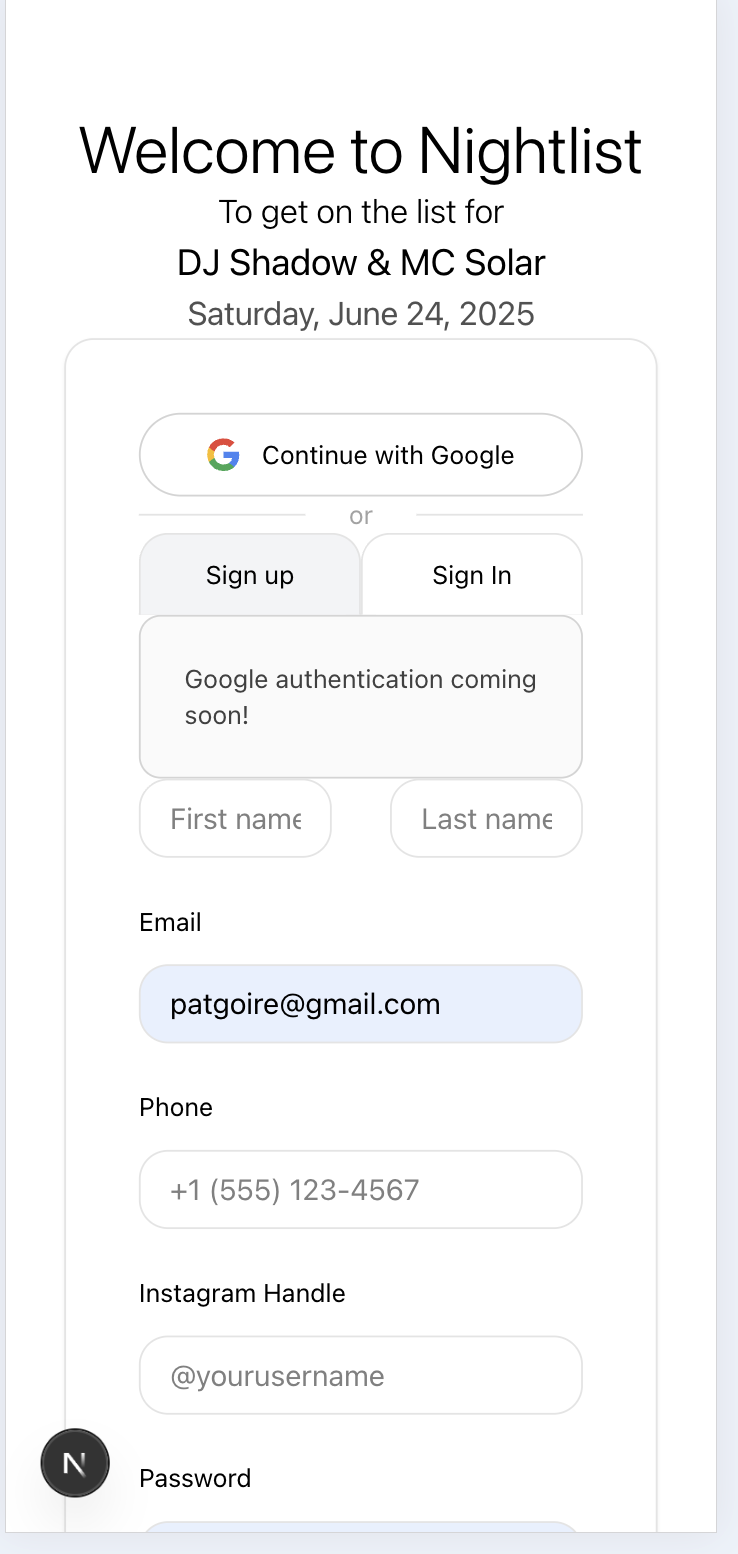 Welcome to Nightlist
To get on the list for
DJ Shadow & MC Solar
Saturday, June 24, 2025
Continue with Google
or
Sign up
Sign In
Google authentication coming
soon!
First name
Last name
Email
patgoire@gmail.com
Phone
+1 (555) 123-4567
Instagram Handle
@yourusername
N
Password